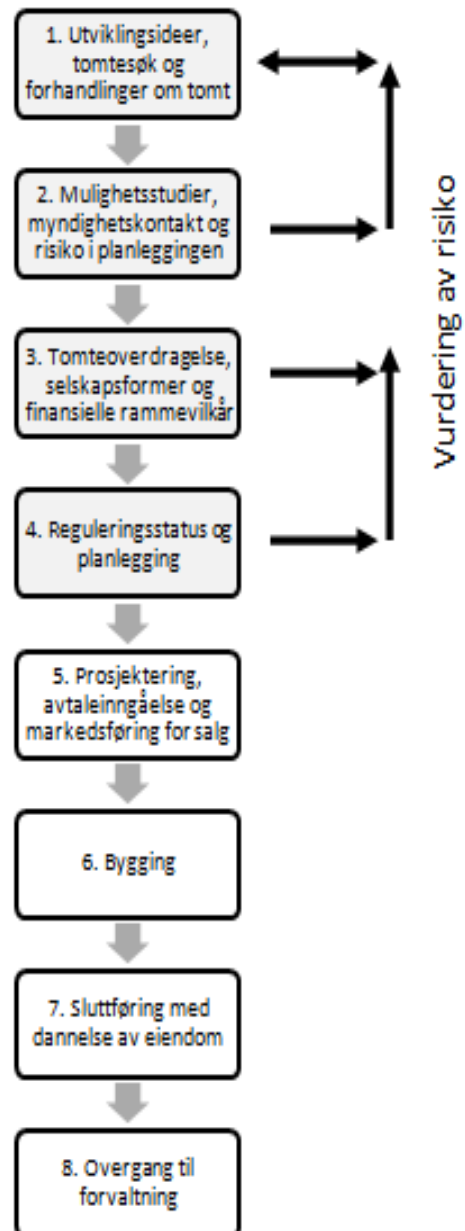 1. Utviklingsideer,
tomtesøk og
forhandlinger om tomt
2. Mulighetsstudier,
myndighetskontakt og
risiko i planleggingen
3. Tomteoverdragelse,
selskapsformer og
finansielle rammevilkår
4. Reguleringsstatus og
planlegging
5. Prosjektering,
avtaleinngåelse og
markedsføring for salg
6. Bygging
7. Sluttføring med
dannelse av eiendom
8. Overgang til
forvaltning
Vurdering av risiko